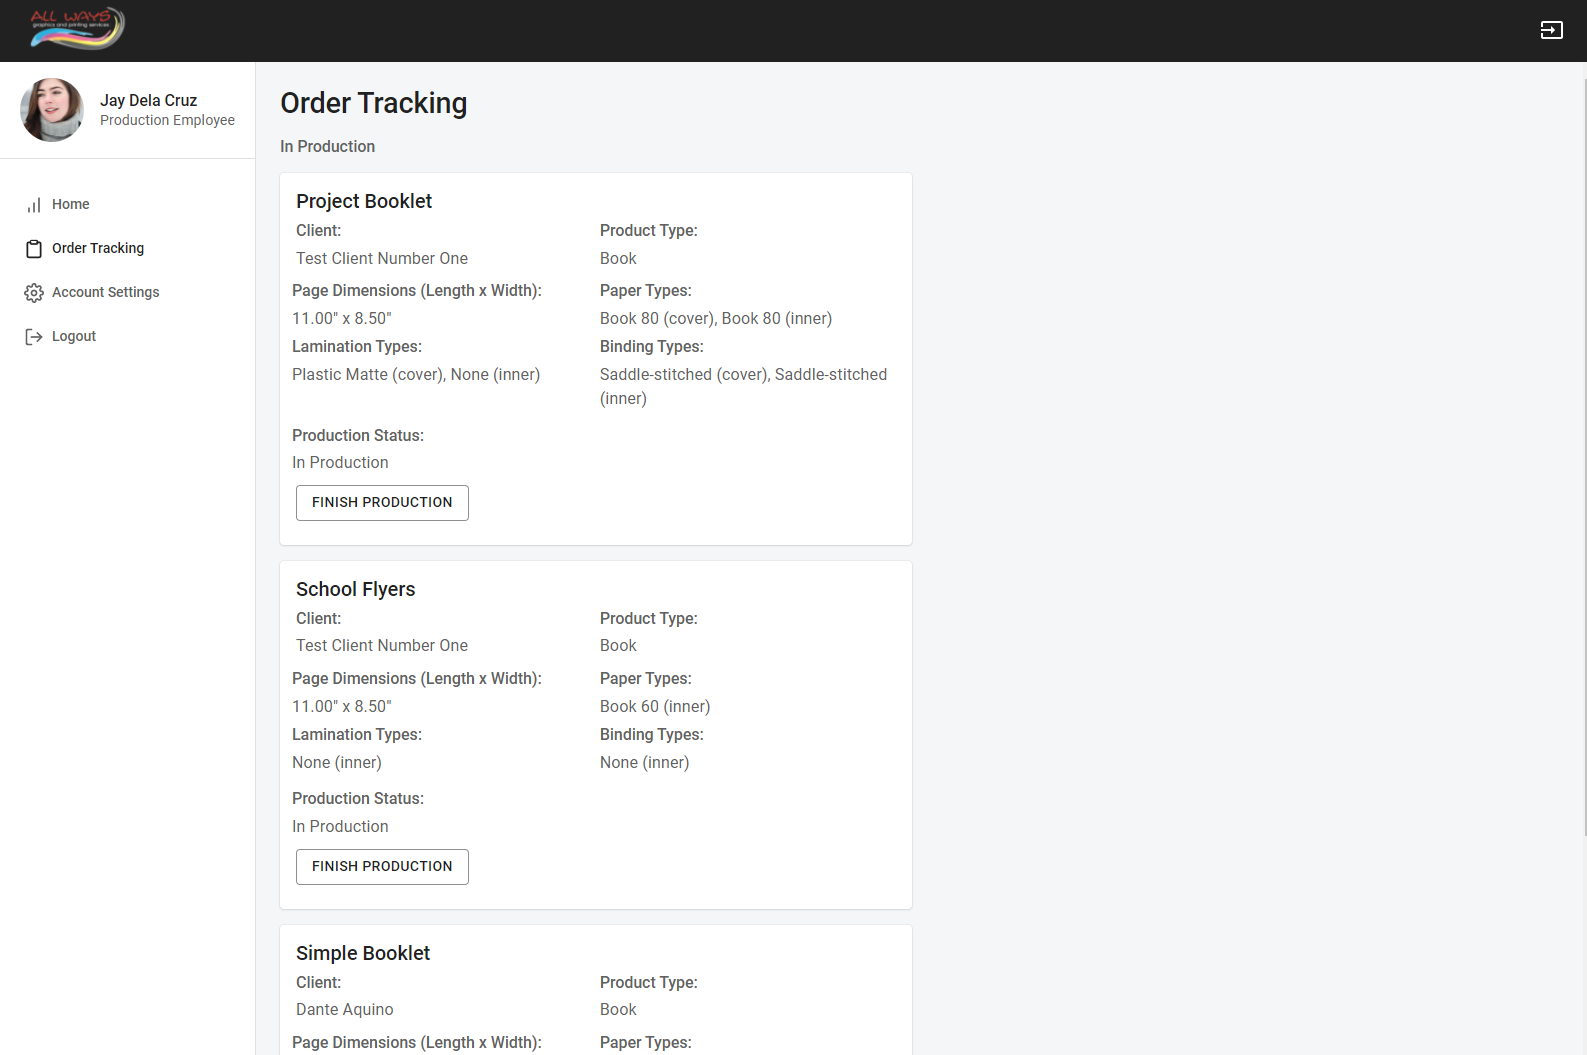 ALL WAYS
graphics and printing services
Jay Dela Cruz
Production Employee
Home
Order Tracking
Account Settings
Logout
Order Tracking
In Production
Project Booklet
Client:
Test Client Number One
Product Type:
Book
Page Dimensions (Length x Width):
11.00" x 8.50"
Paper Types:
Book 80 (cover), Book 80 (inner)
Lamination Types:
Plastic Matte (cover), None (inner)
Binding Types:
Saddle-stitched (cover), Saddle-stitched
(inner)
Production Status:
In Production
FINISH PRODUCTION
School Flyers
Client:
Test Client Number One
Product Type:
Book
Page Dimensions (Length x Width):
11.00" x 8.50"
Paper Types:
Book 60 (inner)
Lamination Types:
None (inner)
Binding Types:
None (inner)
Production Status:
In Production
FINISH PRODUCTION
Simple Booklet
Client:
Dante Aquino
Product Type:
Book
Page Dimensions (Length x Width):
Paper Types: